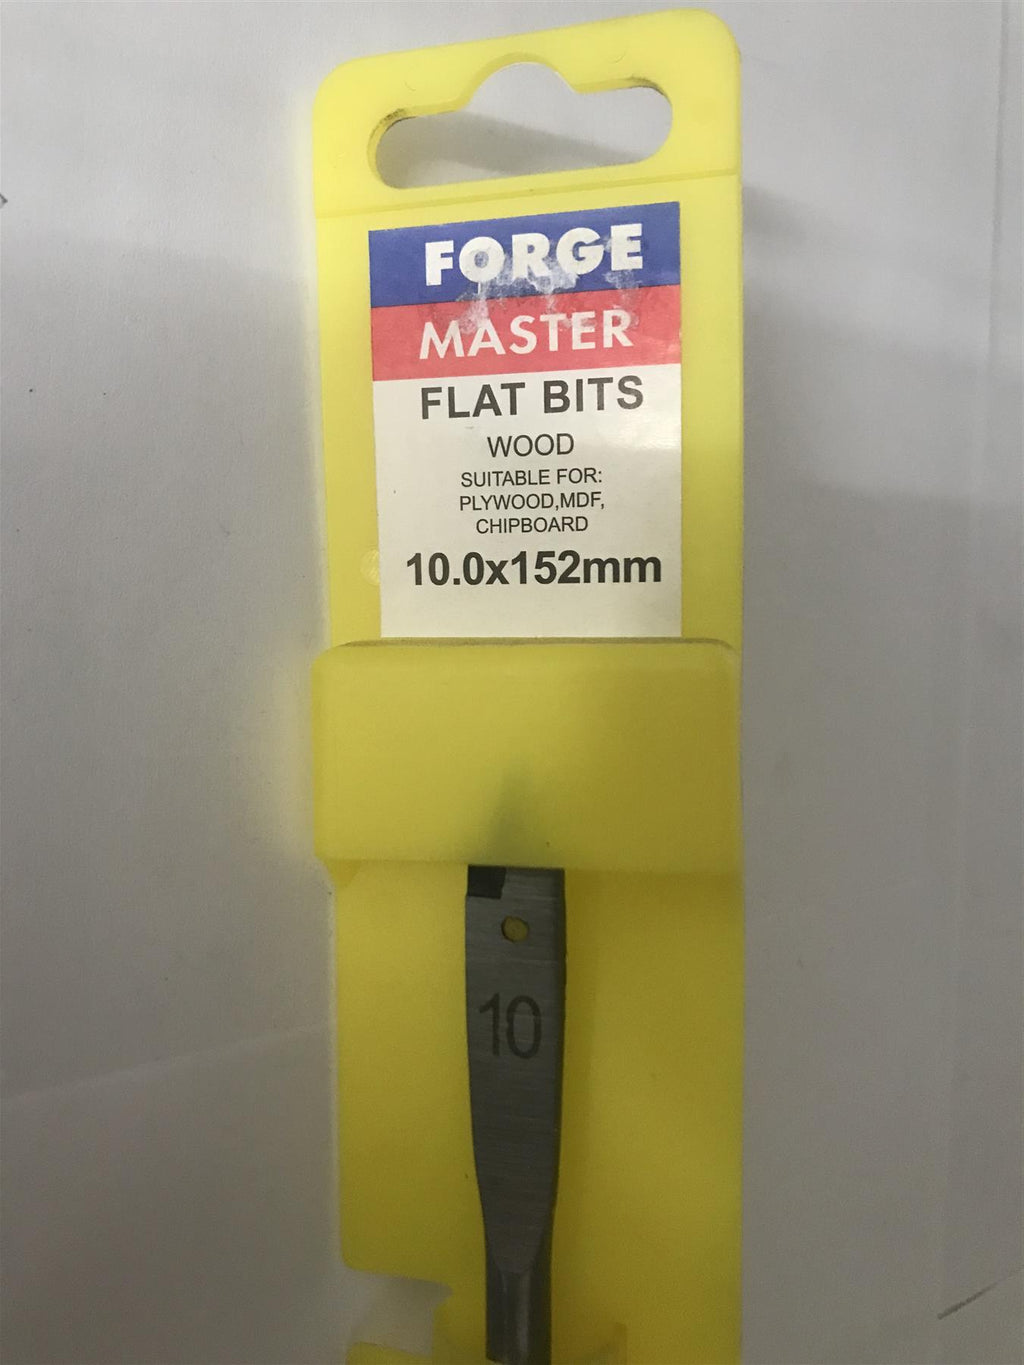 FORGE
MASTER
FLAT BITS
WOOD
SUITABLE FOR:
PLYWOOD,MDF,
CHIPBOARD
10.0x152mm
10